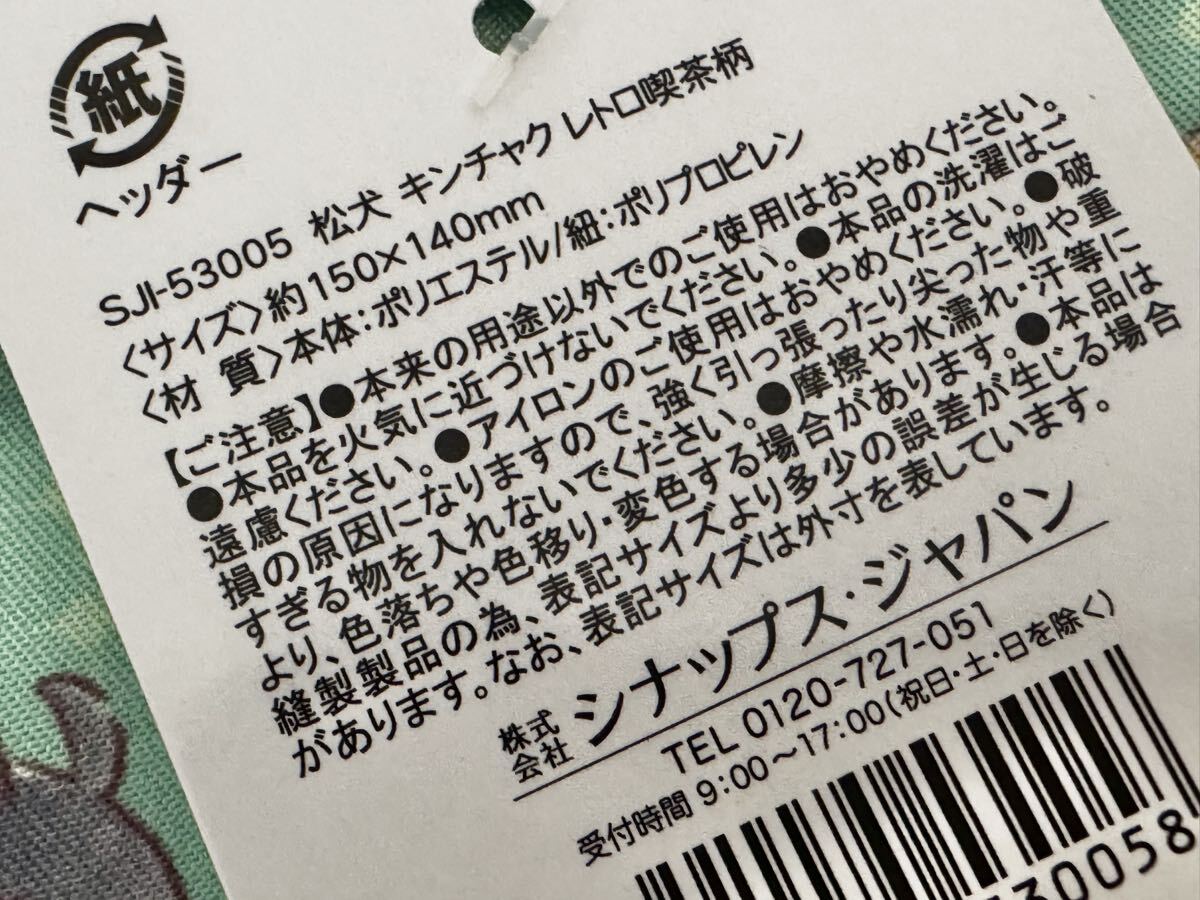 紙
ヘッダー
SJI-53005 松犬 キンチャク レトロ喫茶柄
〈サイズ〉約150×140mm
〈材 質〉本体：ポリエステル/紐：ポリプロピレン
【ご注意】●本来の用途以外でのご使用はおやめください。
●本品を火気に近づけないでください。●本品の洗濯はご
遠慮ください。●アイロンのご使用はおやめください。●破
損の原因になりますので、強く引っ張ったり尖った物や重
すぎる物を入れないでください。●摩擦や水濡れ・汗等に
より、色落ちや色移り・変色する場合があります。●本品は
縫製製品の為、表記サイズより多少の誤差が生じる場合
があります。なお、表記サイズは外寸を表しています。
株式会社 シナップス・ジャパン
TEL 0120-727-051
受付時間 9:00～17:00(祝日・土・日を除く)
30058